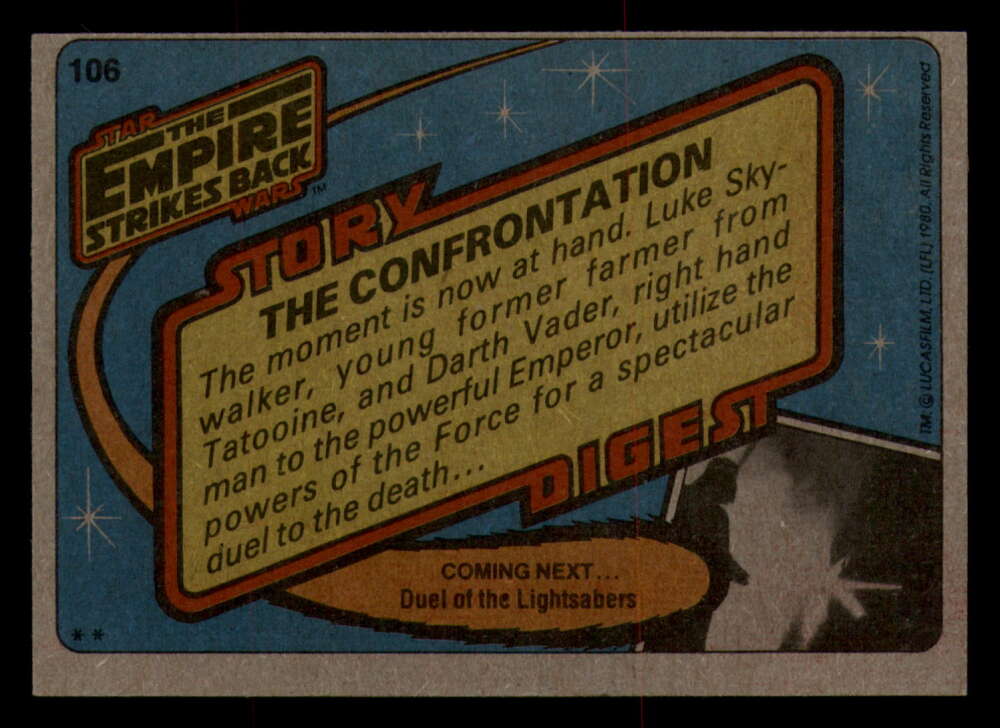 106
STAR
THE
EMPIRE
STRIKES BACK
WARS™
STORY
THE CONFRONTATION
The moment is now at hand. Luke Sky-
walker, young former farmer from
Tatooine, and Darth Vader, right hand
man to the powerful Emperor, utilize the
powers of the Force for a spectacular
duel to the death...
DIGEST
COMING NEXT...
Duel of the Lightsabers
**
TM: © LUCASFILM, LTD. (LFL) 1980. All Rights Reserved